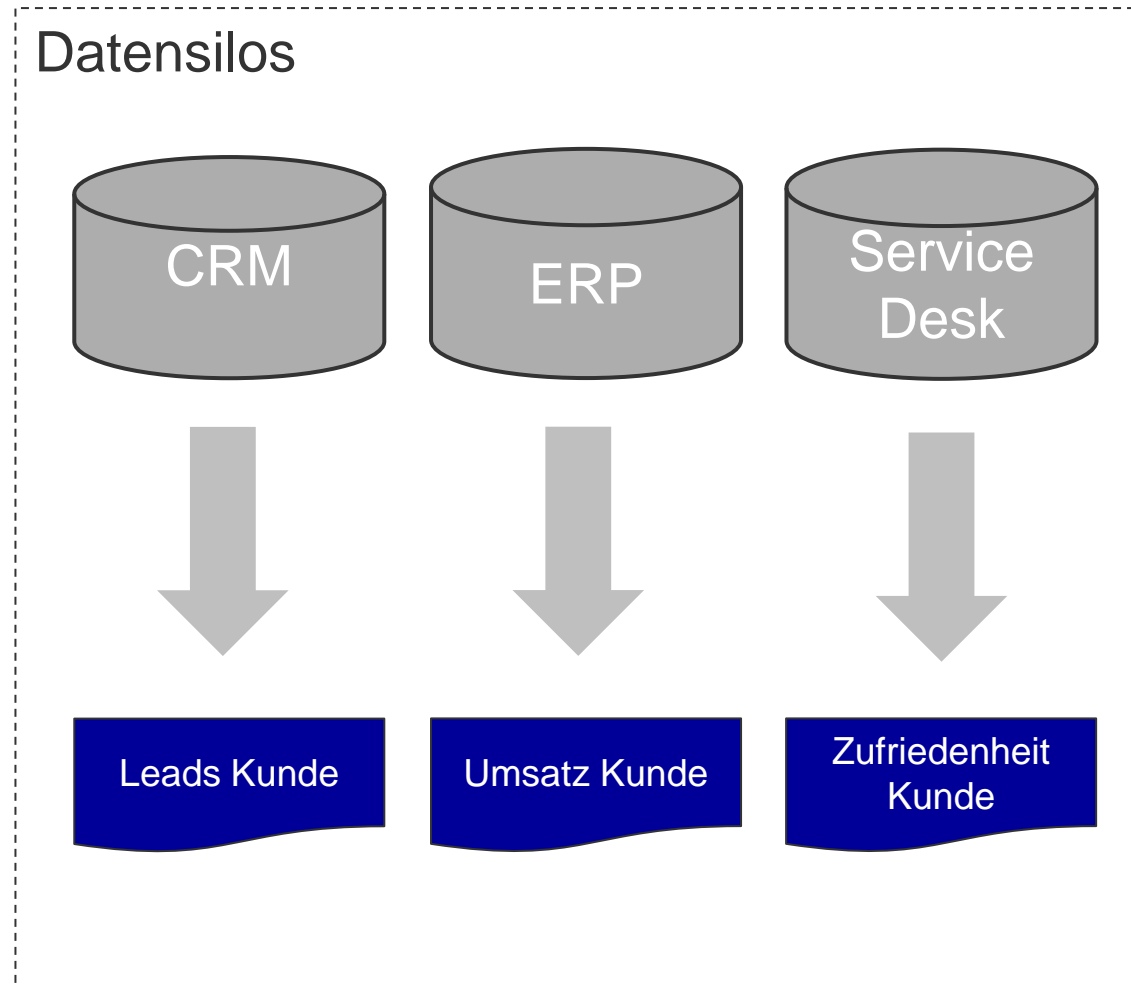 Datensilos
CRM
ERP
Service
Desk
Leads Kunde
Umsatz Kunde
Zufriedenheit
Kunde